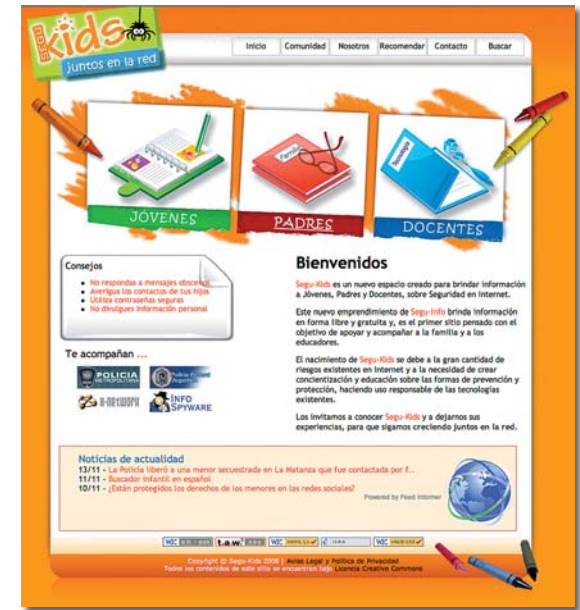 Segu
Kids
juntos en la red
Inicio Comunidad Nosotros Recomendar Contacto Buscar
Familia
Tecnología
JÓVENES
PADRES
DOCENTES
Consejos
No respondas a mensajes obscenos
Averigua los contactos de tus hijos
Utiliza contraseñas seguras
No divulgues información personal
Te acompañan ...
POLICIA
METROPOLITANA
Policía Federal
Argentina
X-NETWORK
INFO
SPYWARE
Bienvenidos
Segu-Kids es un nuevo espacio creado para brindar información
a Jóvenes, Padres y Docentes, sobre Seguridad en Internet.
Este nuevo emprendimiento de Segu-Info brinda información
en forma libre y gratuita y, es el primer sitio pensado con el
objetivo de apoyar y acompañar a la familia y a los
educadores.
El nacimiento de Segu-Kids se debe a la gran cantidad de
riesgos existentes en Internet y a la necesidad de crear
concientización y educación sobre las formas de prevención y
protección, haciendo uso responsable de las tecnologías
existentes.
Los invitamos a conocer Segu-Kids y a dejarnos sus
experiencias, para que sigamos creciendo juntos en la red.
Noticias de actualidad
13/11 - La Policía liberó a una menor secuestrada en La Matanza que fue contactada por f..
11/11 - Buscador infantil en español
10/11 - ¿Están protegidos los derechos de los menores en las redes sociales?
Powered by Feed Informer
W3C t.a.w. W3C W3C
Copyright © Segu-Kids 2008 | Aviso Legal y Política de Privacidad
Todos los contenidos de este sitio se encuentran bajo Licencia Creative Commons